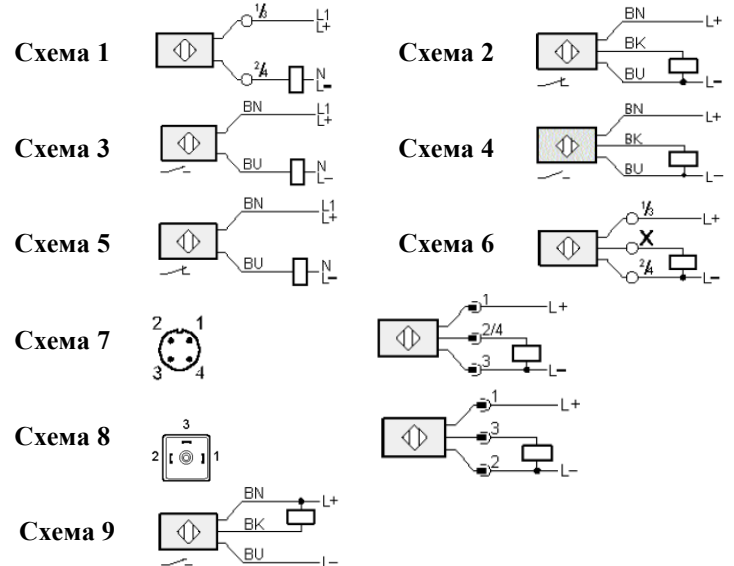 Схема 1
1/3
L1
L+
2/4
N
L-
Схема 2
BN
L+
BK
BU
L-
Схема 3
BN
L1
L+
BU
N
L-
Схема 4
BN
L+
BK
BU
L-
Схема 5
BN
L1
L+
BU
N
L-
Схема 6
1/3
L+
X
2/4
L-
Схема 7
2 1
3 4
1
L+
2/4
3
L-
Схема 8
3
2 1
1
L+
3
2
L-
Схема 9
BN
L+
BK
BU
L-